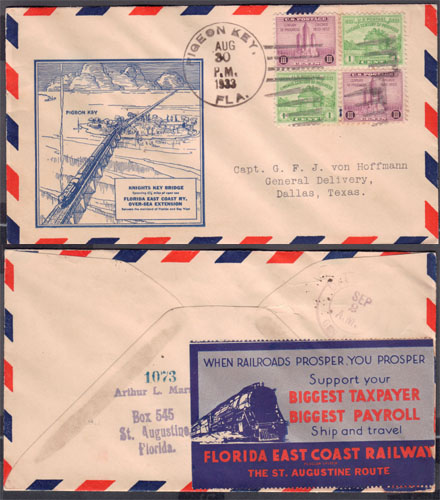 PIGEON KEY,
AUG
30
P.M.
1933
FLA.
U.S. POSTAGE
U.S. POSTAGE
PIGEON KEY
KNIGHTS KEY BRIDGE
FLORIDA EAST COAST RY.
OVER-SEA EXTENSION
Capt. G. F. J. von Hoffmann
General Delivery,
Dallas, Texas.
SEP
A.M.
1073
Arthur L.
Box 545
St. Augustine,
Florida.
WHEN RAILROADS PROSPER YOU PROSPER
Support your
BIGGEST TAXPAYER
BIGGEST PAYROLL
Ship and travel
FLORIDA EAST COAST RAILWAY
THE ST. AUGUSTINE ROUTE